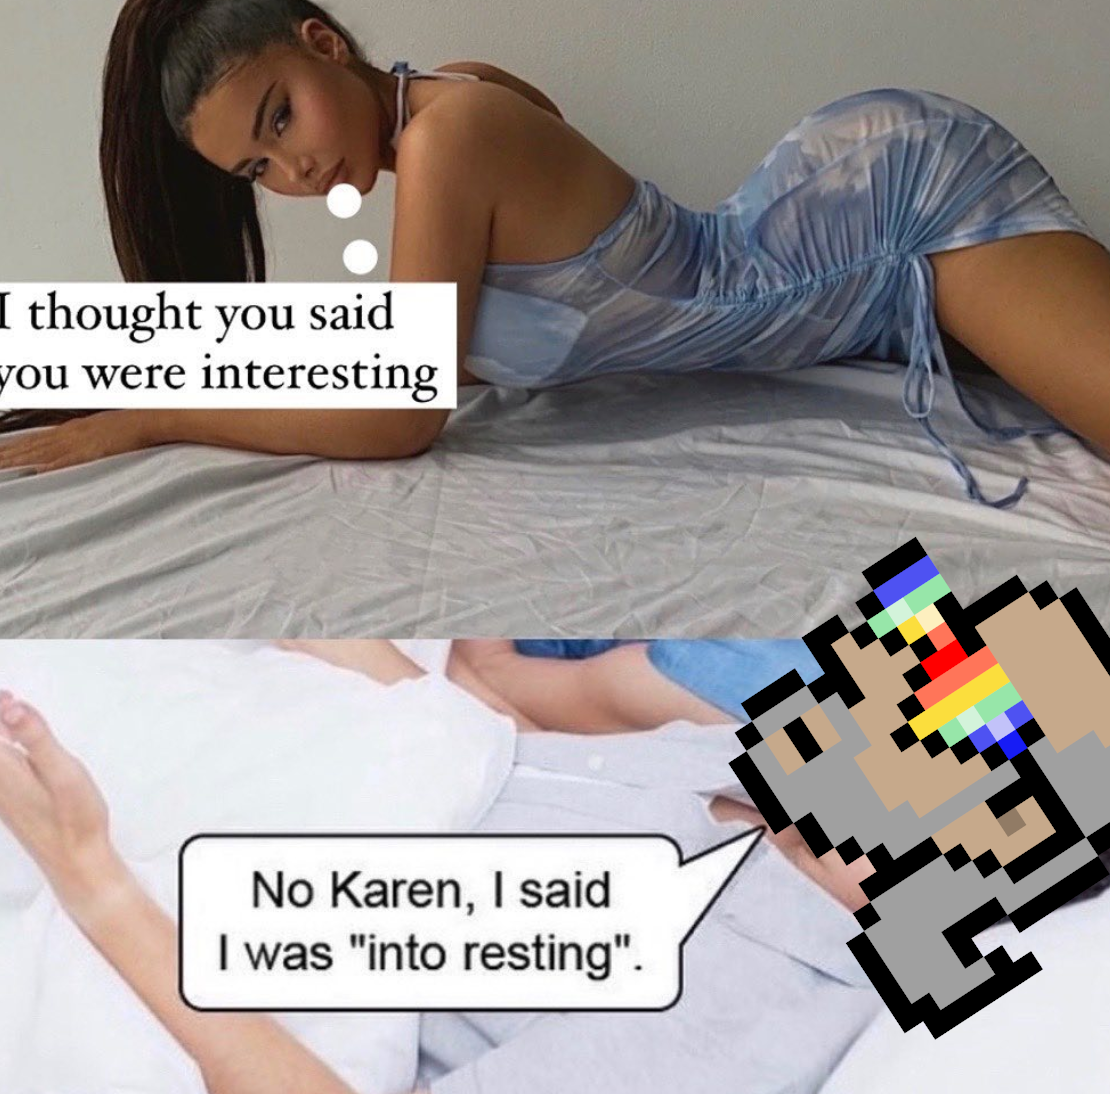 I thought you said
you were interesting
No Karen, I said
I was "into resting".